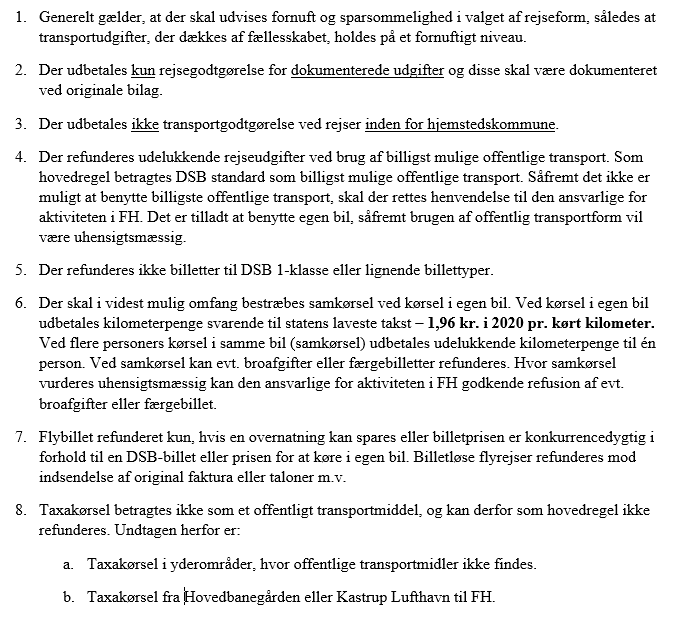 1. Generelt gælder, at der skal udvises fornuft og sparsommelighed i valget af rejseform, således at
transportudgifter, der dækkes af fællesskabet, holdes på et fornuftigt niveau.
2. Der udbetales kun rejsegodtgørelse for dokumenterede udgifter og disse skal være dokumenteret
ved originale bilag.
3. Der udbetales ikke transportgodtgørelse ved rejser inden for hjemstedskommune.
4. Der refunderes udelukkende rejseudgifter ved brug af billigst mulige offentlige transport. Som
hovedregel betragtes DSB standard som billigst mulige offentlige transport. Såfremt det ikke er
muligt at benytte billigste offentlige transport, skal der rettes henvendelse til den ansvarlige for
aktiviteten i FH. Det er tilladt at benytte egen bil, såfremt brugen af offentlig transportform vil
være uhensigtsmæssig.
5. Der refunderes ikke billetter til DSB 1-klasse eller lignende billettyper.
6. Der skal i videst mulig omfang bestræbes samkørsel ved kørsel i egen bil. Ved kørsel i egen bil
udbetales kilometerpenge svarende til statens laveste takst – 1,96 kr. i 2020 pr. kørt kilometer.
Ved flere personers kørsel i samme bil (samkørsel) udbetales udelukkende kilometerpenge til én
person. Ved samkørsel kan evt. broafgifter eller færgebilletter refunderes. Hvor samkørsel
vurderes uhensigtsmæssig kan den ansvarlige for aktiviteten i FH godkende refusion af evt.
broafgifter eller færgebillet.
7. Flybillet refunderet kun, hvis en overnatning kan spares eller billetprisen er konkurrencedygtig i
forhold til en DSB-billet eller prisen for at køre i egen bil. Billetløse flyrejser refunderes mod
indsendelse af original faktura eller taloner m.v.
8. Taxakørsel betragtes ikke som et offentligt transportmiddel, og kan derfor som hovedregel ikke
refunderes. Undtagen herfor er:
a. Taxakørsel i yderområder, hvor offentlige transportmidler ikke findes.
b. Taxakørsel fra Hovedbanegården eller Kastrup Lufthavn til FH.